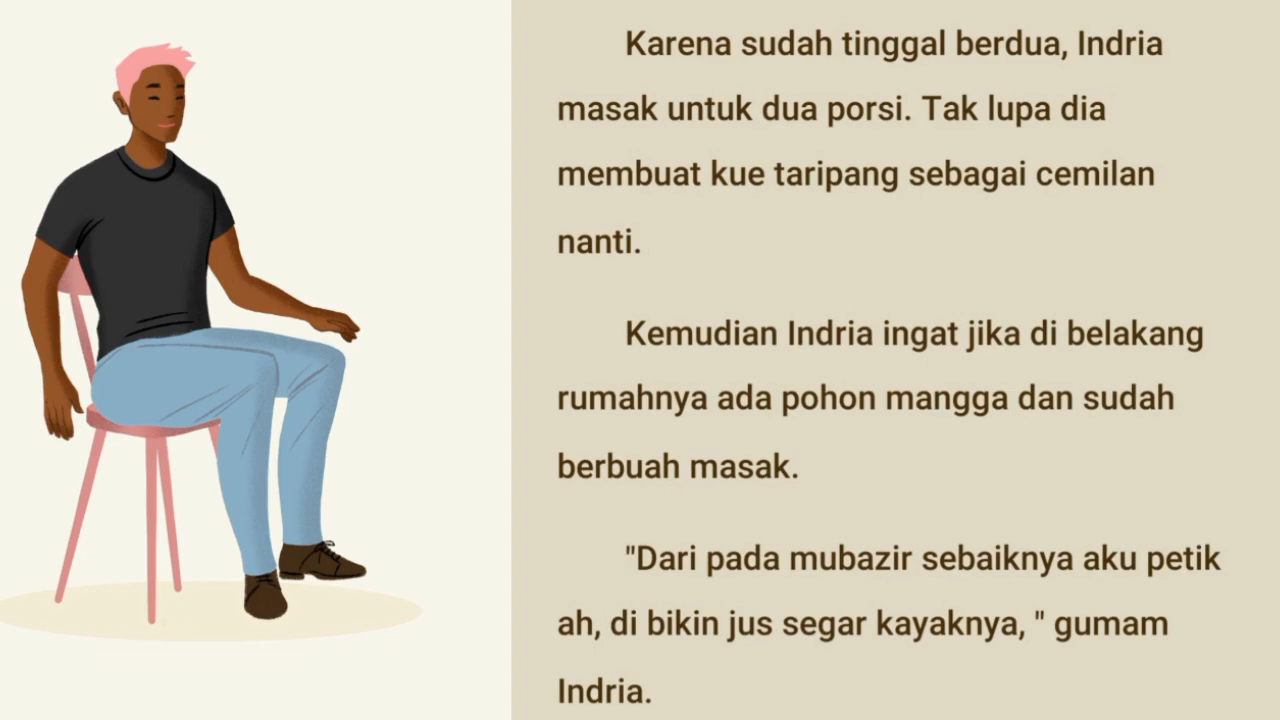 Karena sudah tinggal berdua, Indria
masak untuk dua porsi. Tak lupa dia
membuat kue taripang sebagai cemilan
nanti.
Kemudian Indria ingat jika di belakang
rumahnya ada pohon mangga dan sudah
berbuah masak.
"Dari pada mubazir sebaiknya aku petik
ah, di bikin jus segar kayaknya, " gumam
Indria.